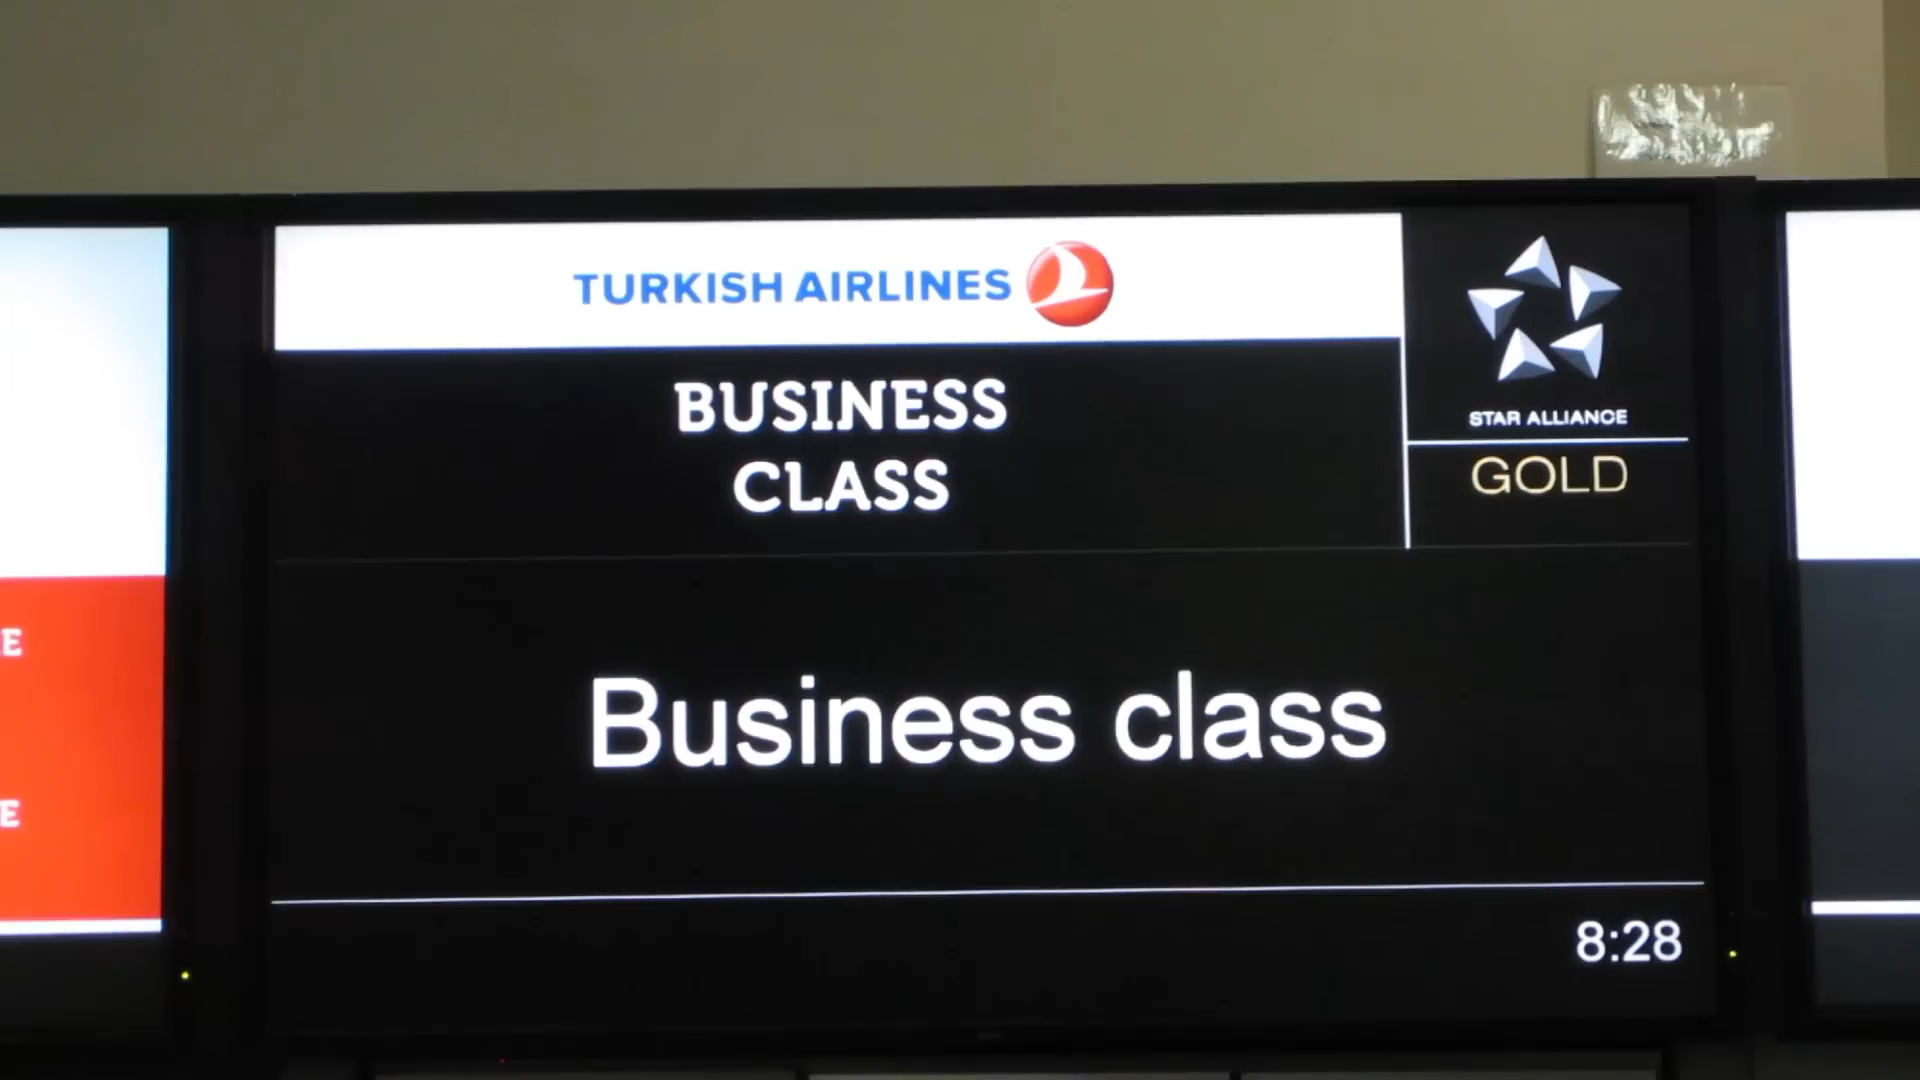 TURKISH AIRLINES
STAR ALLIANCE
GOLD
BUSINESS
CLASS
Business class
8:28